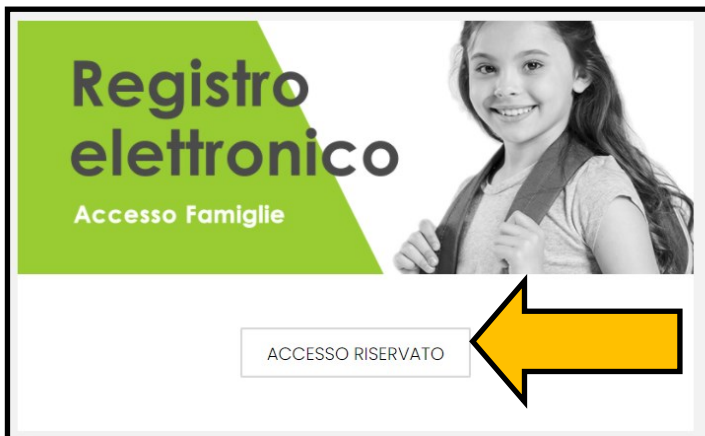 Registro
elettronico
Accesso Famiglie
ACCESSO RISERVATO